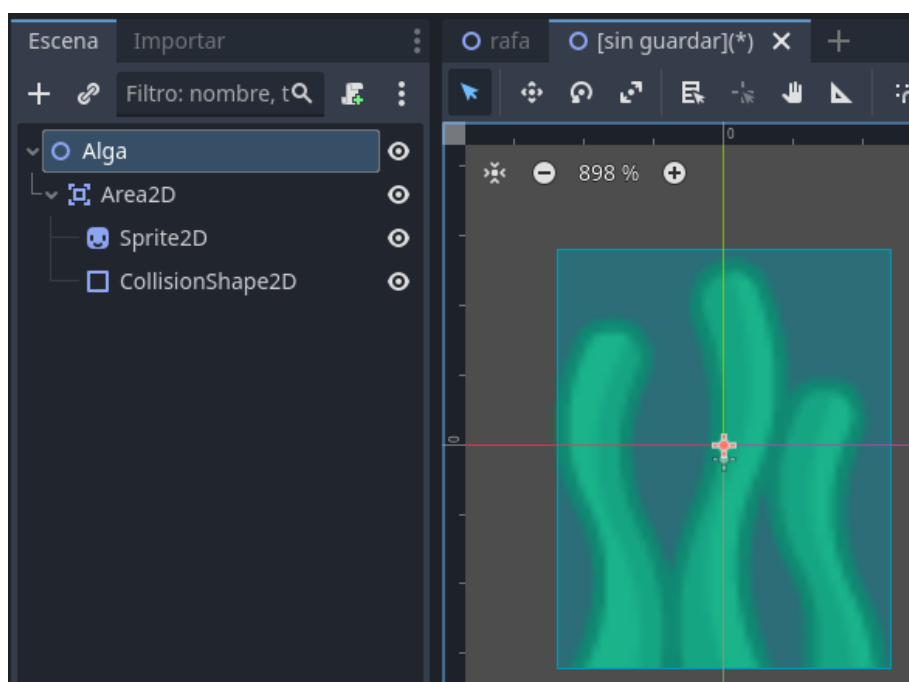 Escena Importar
rafa [sin guardar](*)
Filtro: nombre, t
Alga
Area2D
Sprite2D
CollisionShape2D
0
898 %
0